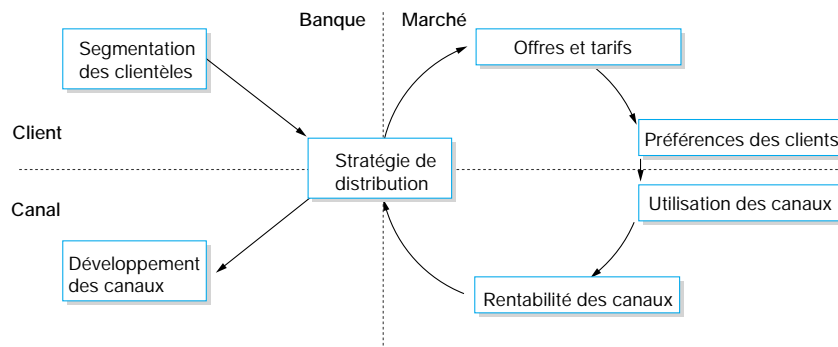 Banque
Marché
Segmentation
des clientèles
Offres et tarifs
Client
Préférences des clients
Stratégie de
distribution
Canal
Utilisation des canaux
Développement
des canaux
Rentabilité des canaux